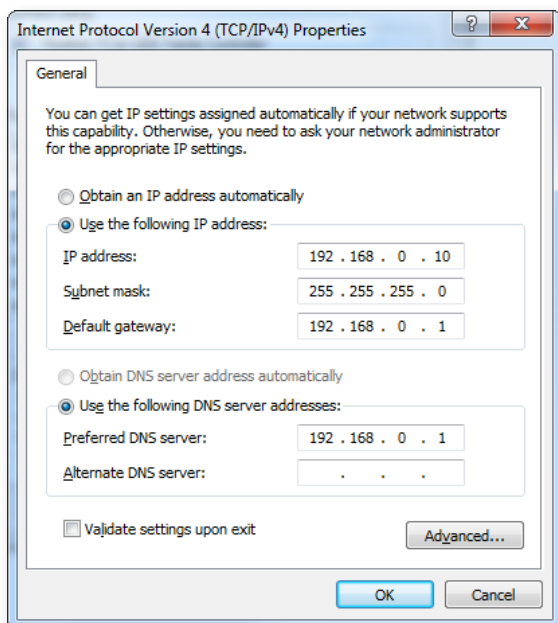 Internet Protocol Version 4 (TCP/IPv4) Properties
General
You can get IP settings assigned automatically if your network supports
this capability. Otherwise, you need to ask your network administrator
for the appropriate IP settings.
Obtain an IP address automatically
Use the following IP address:
IP address: 192 . 168 . 0 . 10
Subnet mask: 255 . 255 . 255 . 0
Default gateway: 192 . 168 . 0 . 1
Obtain DNS server address automatically
Use the following DNS server addresses:
Preferred DNS server: 192 . 168 . 0 . 1
Alternate DNS server: . . .
Validate settings upon exit
Advanced...
OK Cancel